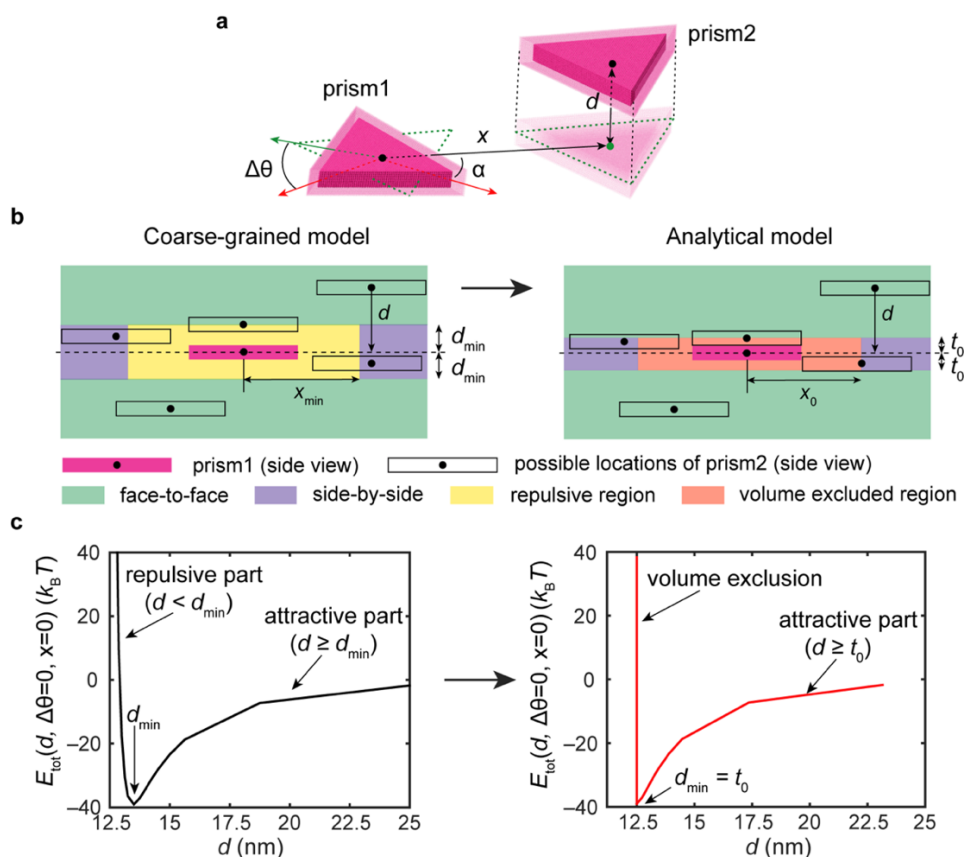 a
prism1
prism2
d
x
Δθ
α
b
Coarse-grained model
Analytical model
d
d
d_min
d_min
t_0
t_0
x_min
x_0
prism1 (side view)
possible locations of prism2 (side view)
face-to-face
side-by-side
repulsive region
volume excluded region
c
E_tot(d, Δθ=0, x=0) (k_B T)
40
20
0
−20
−40
repulsive part
(d < d_min)
attractive part
(d ≥ d_min)
d_min
12.5
15
17.5
20
22.5
25
d (nm)
E_tot(d, Δθ=0, x=0) (k_B T)
40
20
0
−20
−40
volume exclusion
attractive part
(d ≥ t_0)
d_min = t_0
12.5
15
17.5
20
22.5
25
d (nm)